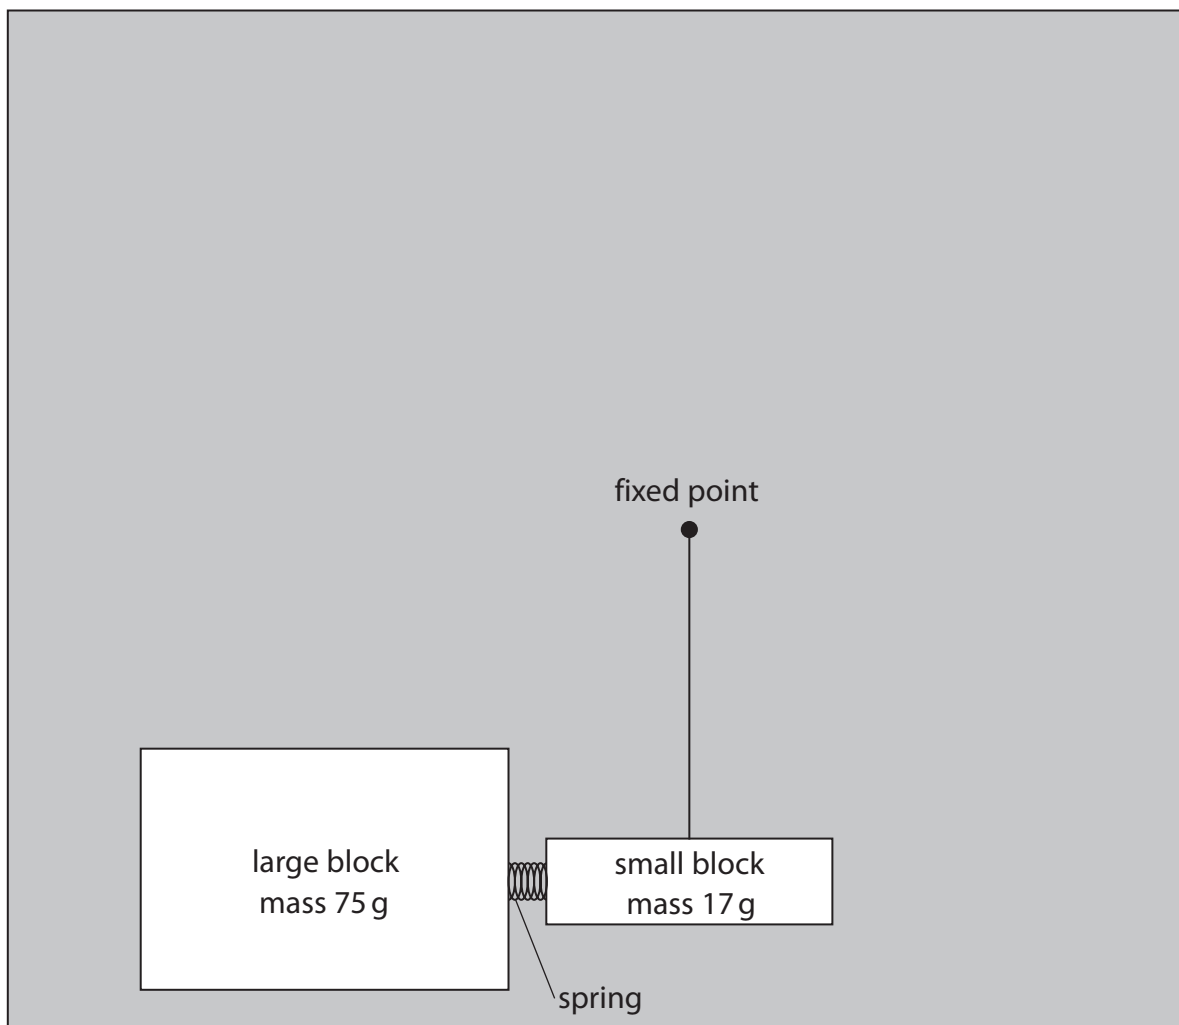 fixed point
large block
mass 75 g
small block
mass 17 g
spring